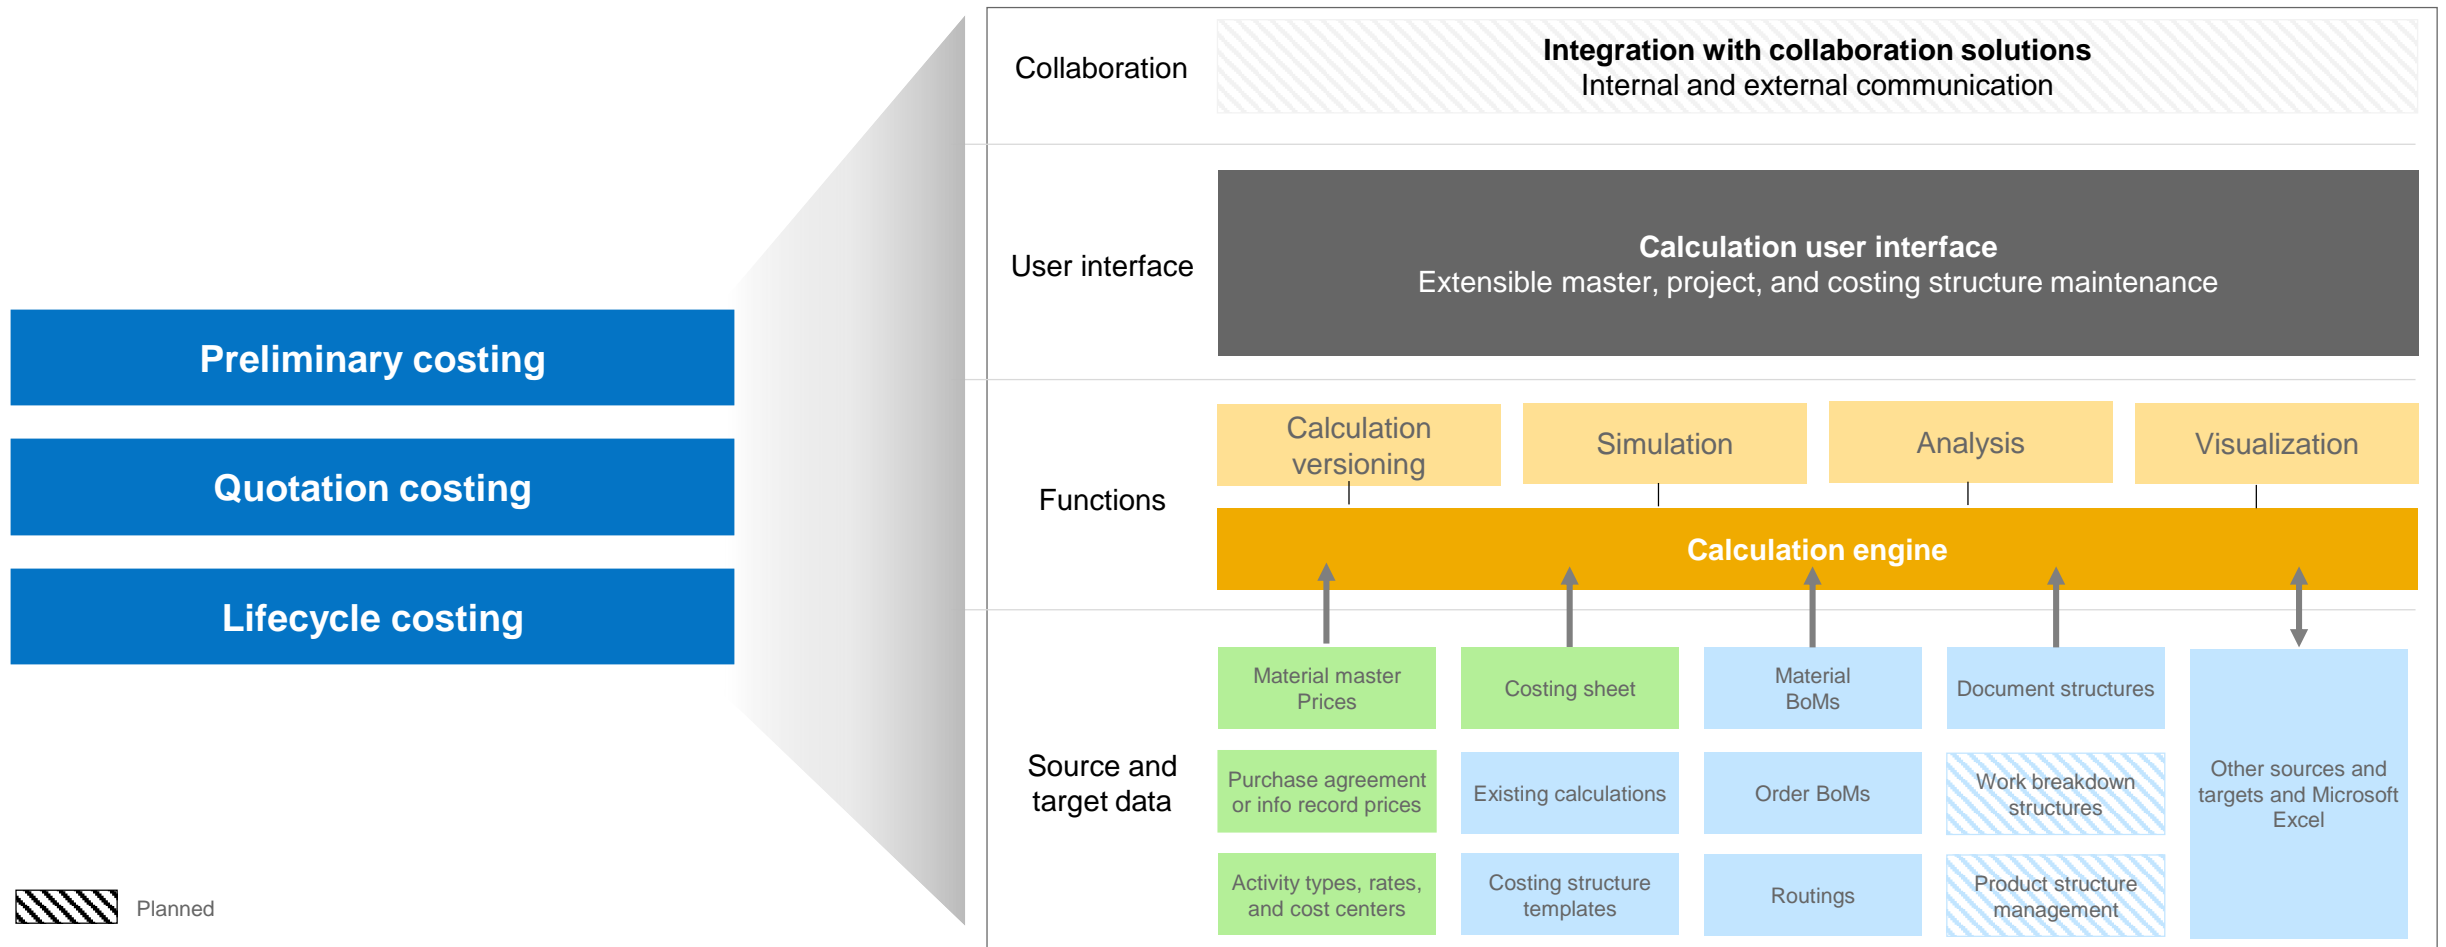 Collaboration
Integration with collaboration solutions
Internal and external communication
User interface
Calculation user interface
Extensible master, project, and costing structure maintenance
Preliminary costing
Quotation costing
Lifecycle costing
Functions
Calculation
versioning
Simulation
Analysis
Visualization
Calculation engine
Source and
target data
Material master
Prices
Costing sheet
Material
BoMs
Document structures
Purchase agreement
or info record prices
Existing calculations
Order BoMs
Work breakdown
structures
Other sources and
targets and Microsoft
Excel
Activity types, rates,
and cost centers
Costing structure
templates
Routings
Product structure
management
Planned